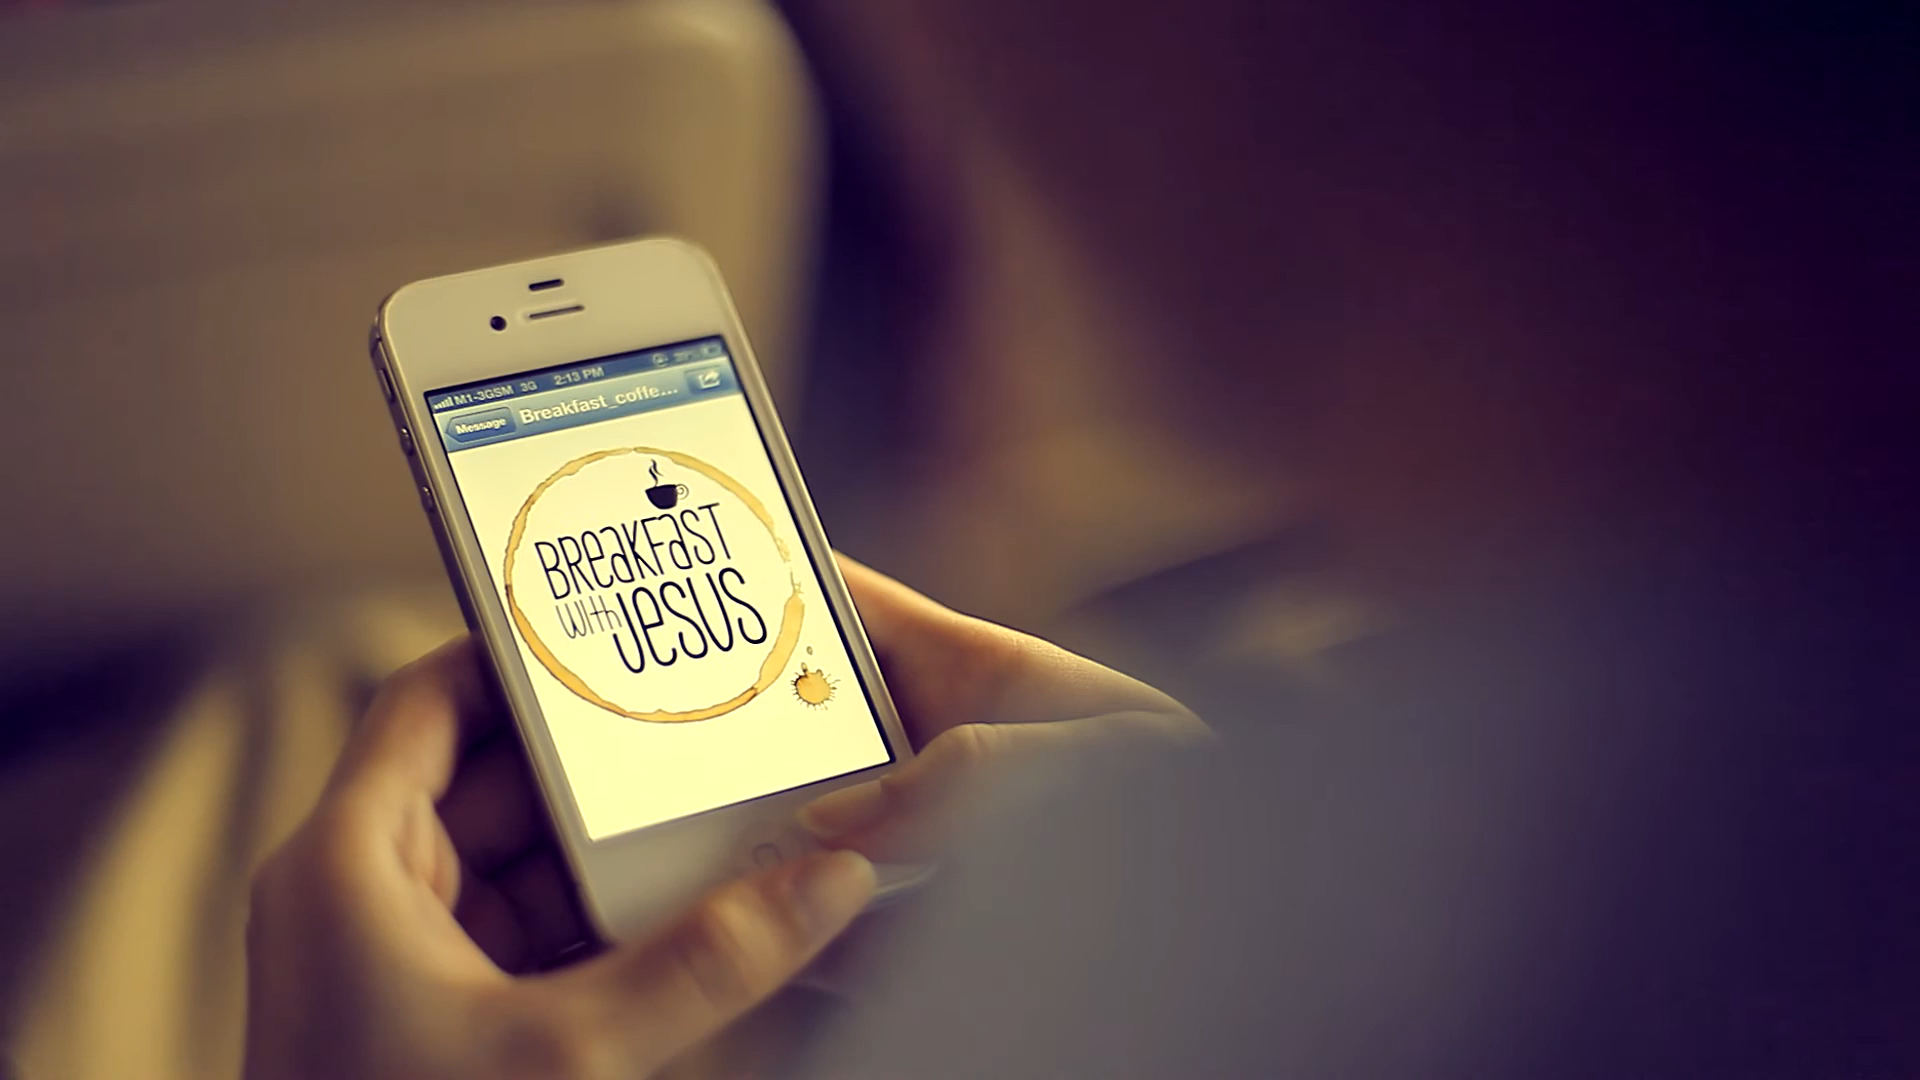 M1-3GSM 3G 2:13 PM
Message Breakfast_coffe...
BReaKFaST
with JesUS